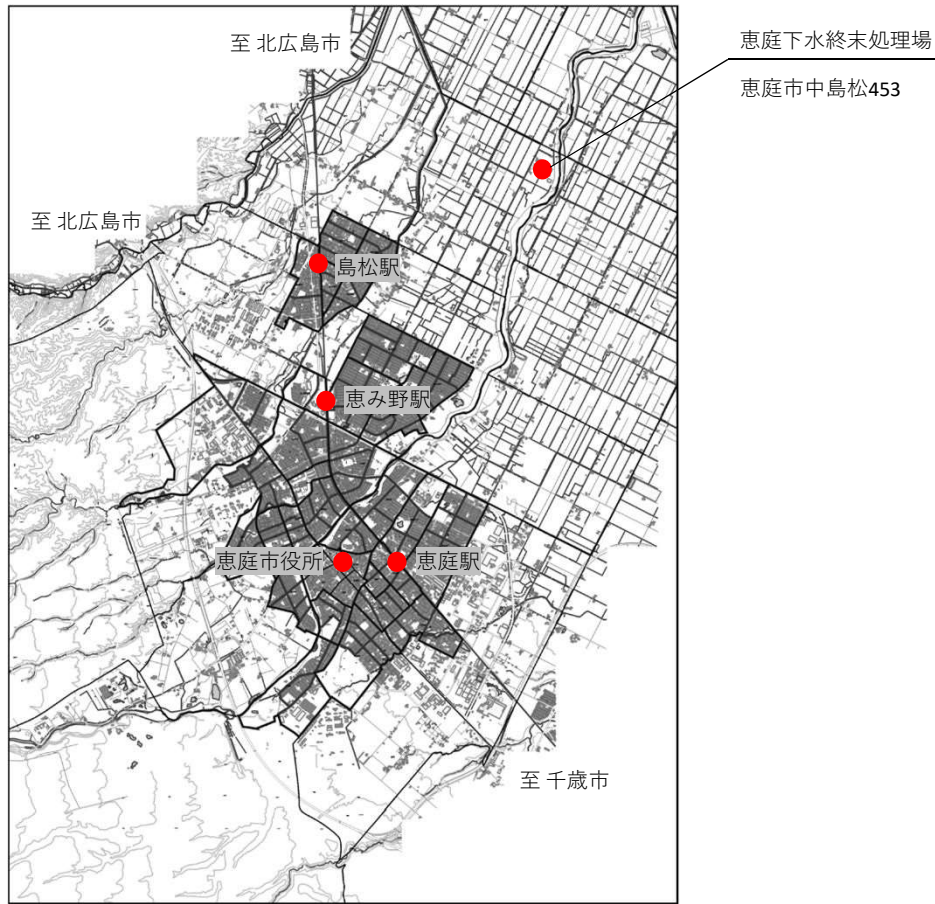 恵庭下水終末処理場
恵庭市中島松453
至 北広島市
至 北広島市
島松駅
恵み野駅
恵庭市役所
恵庭駅
至 千歳市